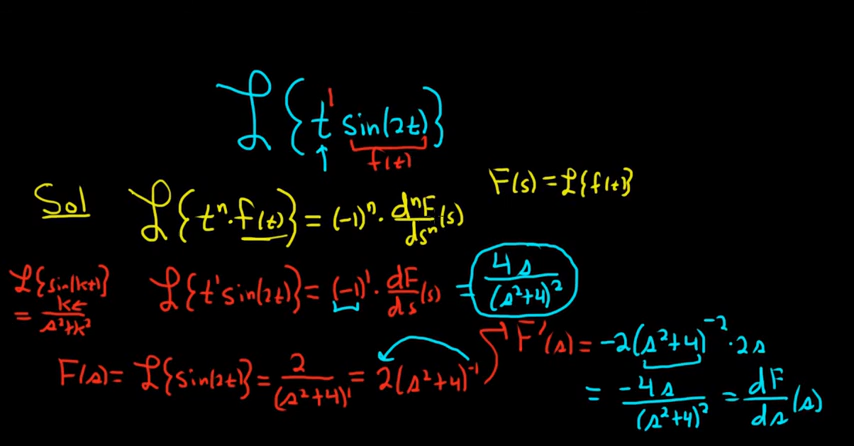 ℒ{t¹ sin(2t)}
f(t)
F(s) = ℒ{f(t)}
Sol ℒ{tⁿ · f(t)} = (-1)ⁿ · dⁿF/dsⁿ (s)
ℒ{sin(kt)} = k/(s²+k²)
ℒ{t¹ sin(2t)} = (-1)¹ · dF/ds (s) = 4s/(s²+4)²
F(s) = ℒ{sin(2t)} = 2/(s²+4)¹ = 2(s²+4)⁻¹
F'(s) = -2(s²+4)⁻² · 2s
= -4s/(s²+4)² = dF/ds (s)